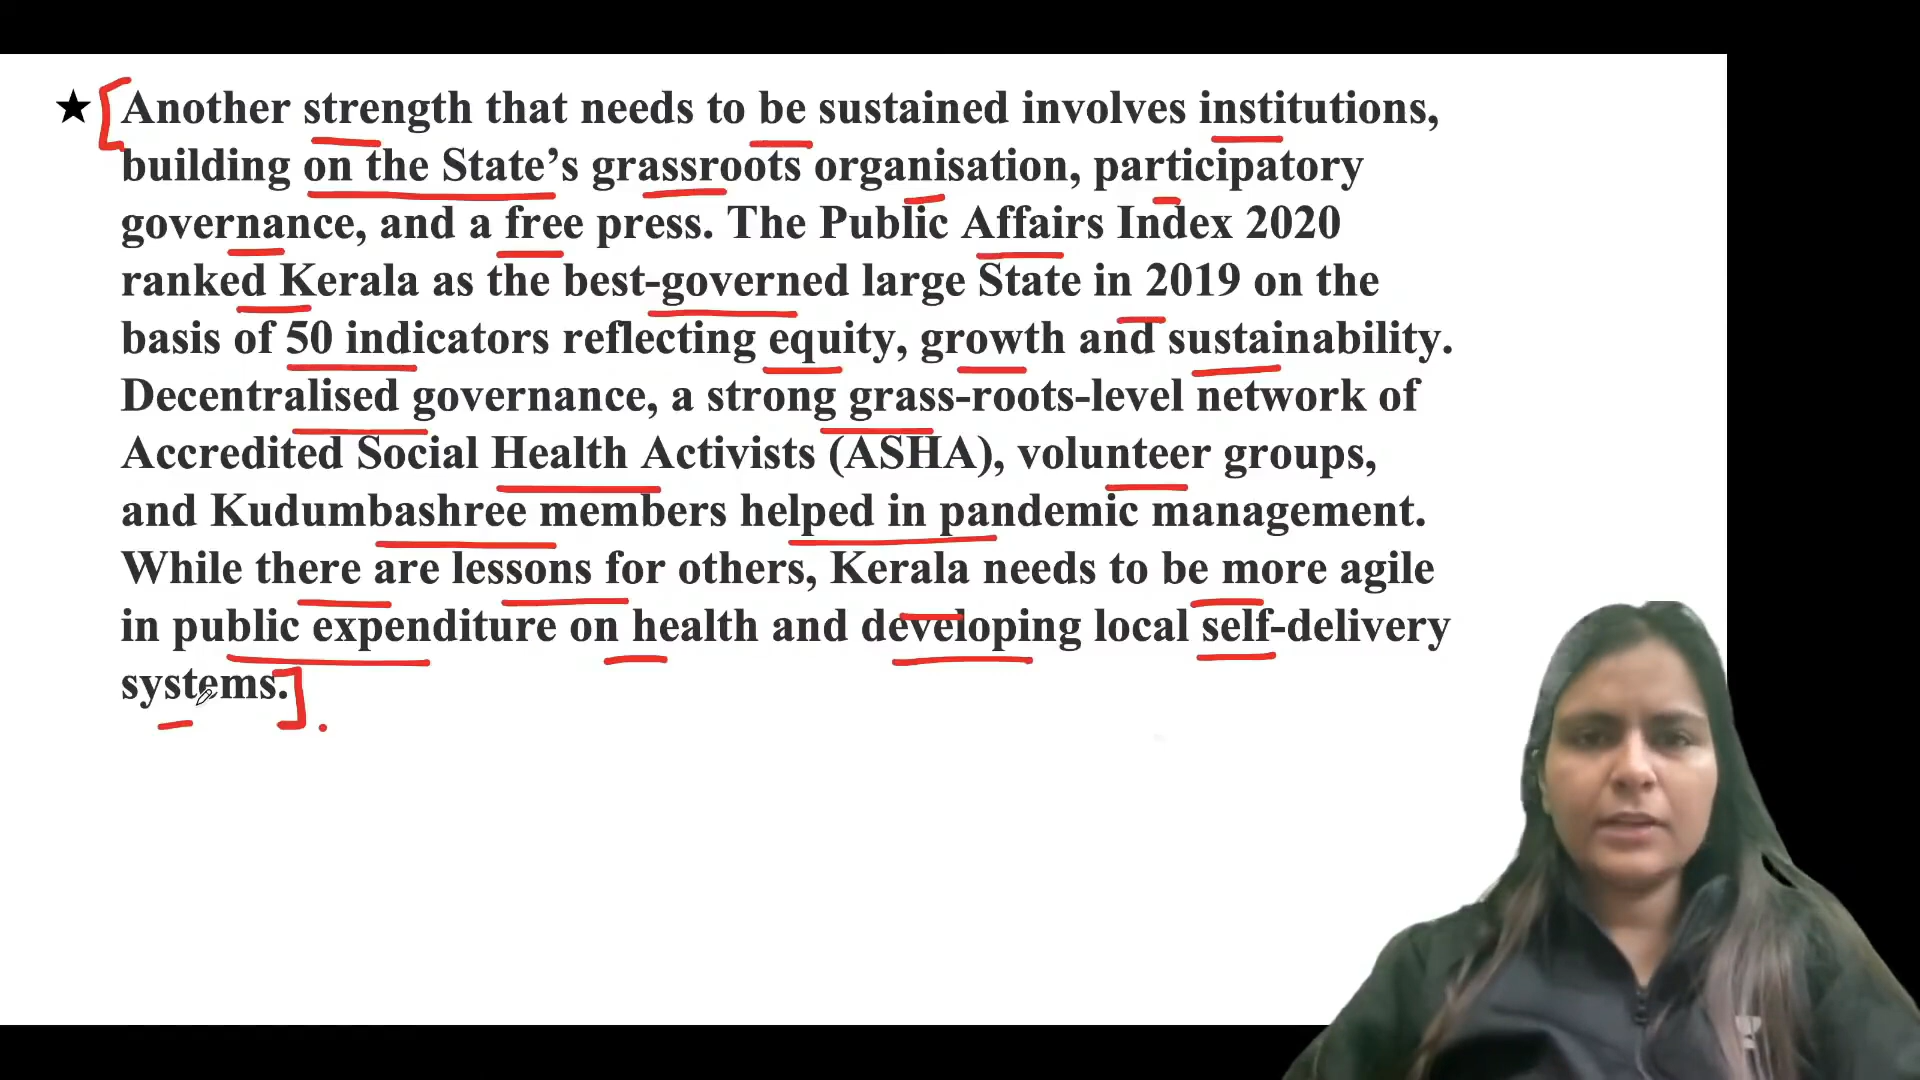 ★ Another strength that needs to be sustained involves institutions,
building on the State’s grassroots organisation, participatory
governance, and a free press. The Public Affairs Index 2020
ranked Kerala as the best-governed large State in 2019 on the
basis of 50 indicators reflecting equity, growth and sustainability.
Decentralised governance, a strong grass-roots-level network of
Accredited Social Health Activists (ASHA), volunteer groups,
and Kudumbashree members helped in pandemic management.
While there are lessons for others, Kerala needs to be more agile
in public expenditure on health and developing local self-delivery
systems.